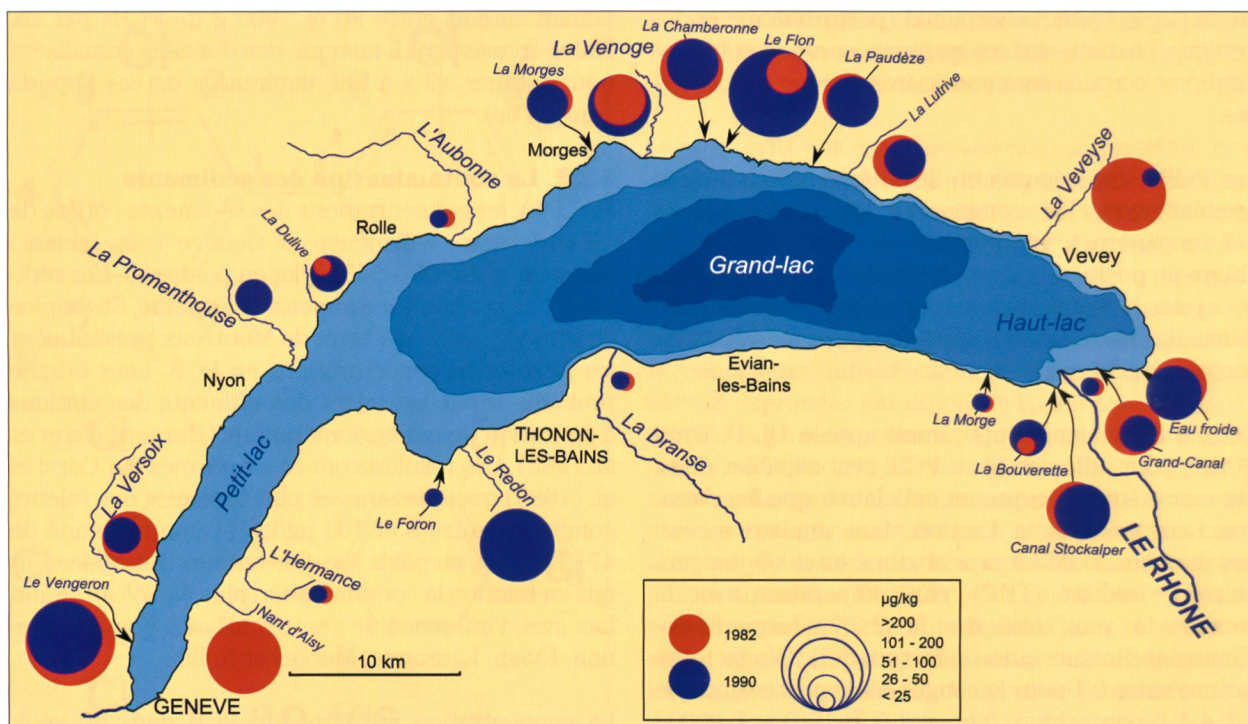 La Chamberonne
La Venoge
Le Flon
La Morges
La Paudèze
La Lutrive
L'Aubonne
Morges
La Veveyse
La Dulive
Rolle
Vevey
La Promenthouse
Grand-lac
Haut-lac
Nyon
Evian-
les-Bains
La Morge
Eau froide
THONON-
LES-BAINS
La Dranse
Grand-Canal
La Bouverette
La Versoix
Petit-lac
Le Redon
Le Foron
LE RHONE
Canal Stockalper
L'Hermance
Le Vengeron
Nant d'Aisy
µg/kg
>200
101 - 200
51 - 100
26 - 50
< 25
1982
1990
10 km
GENEVE